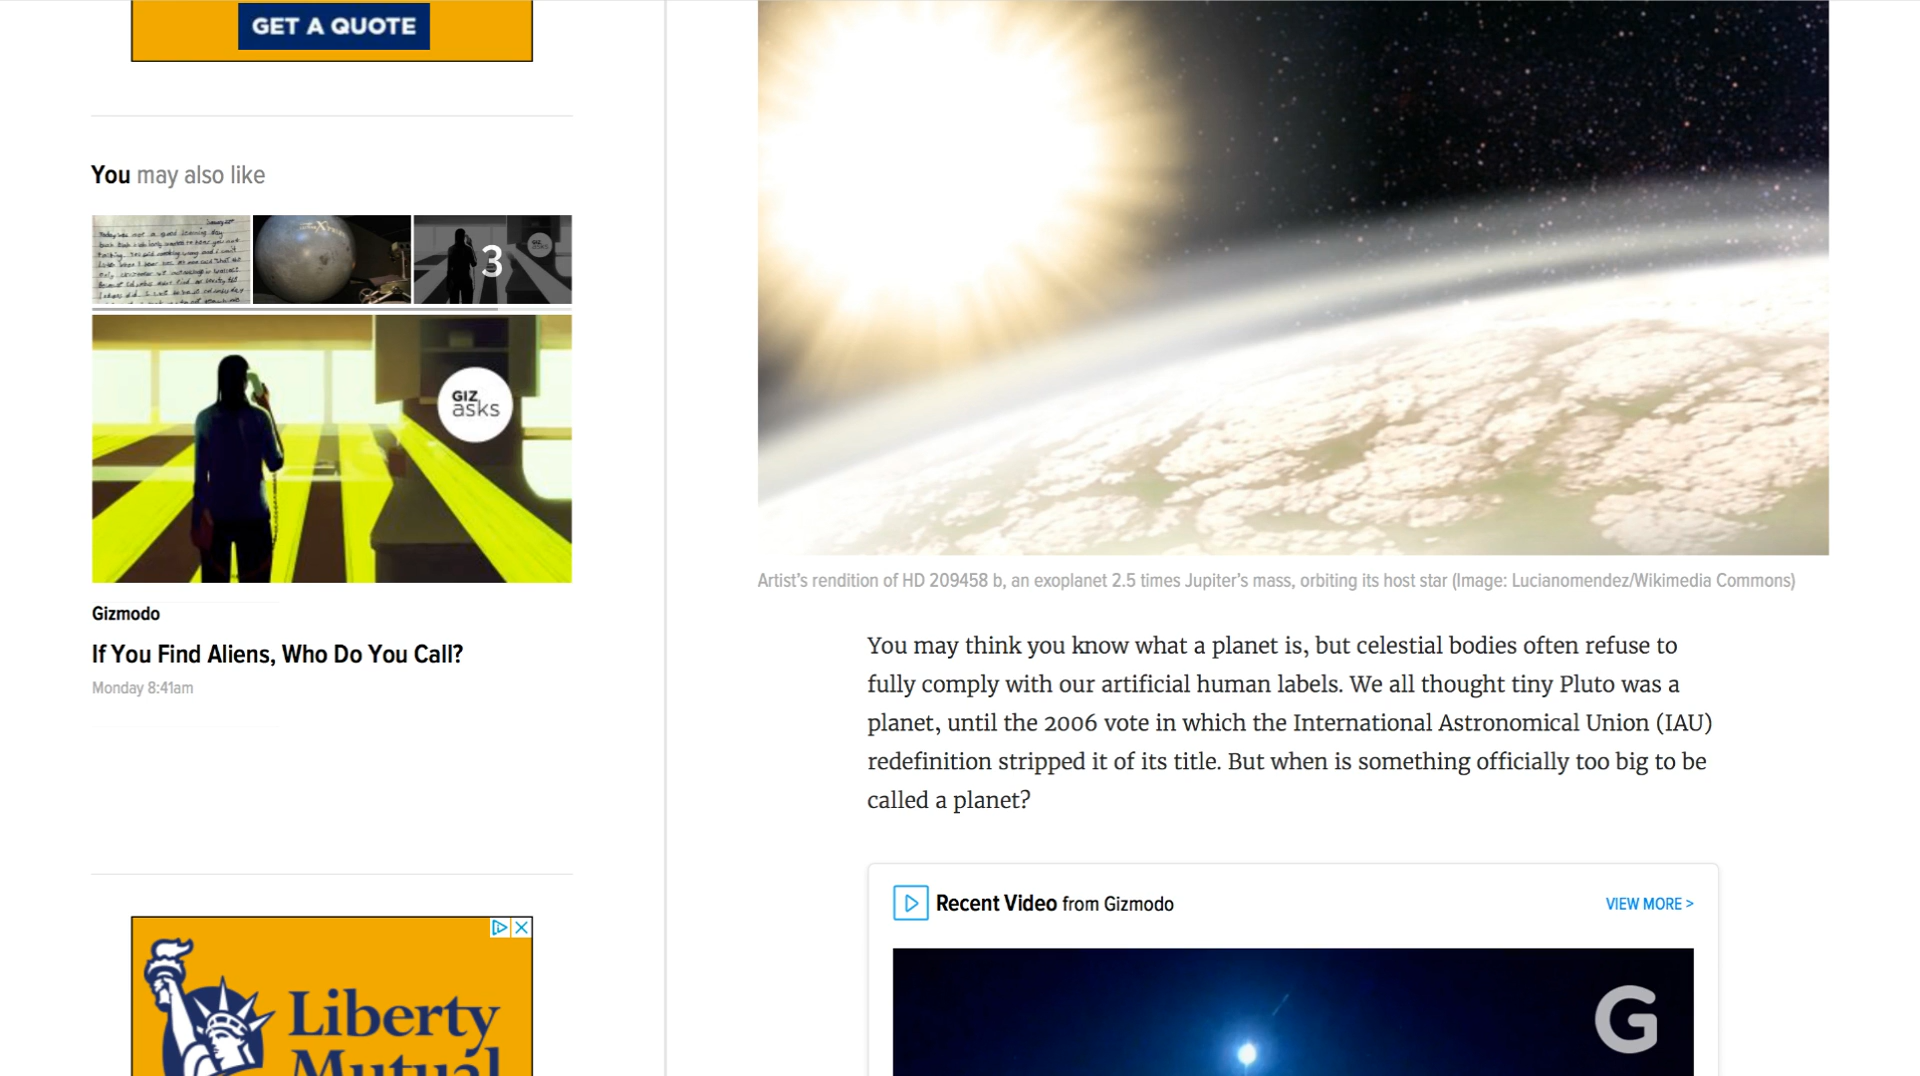 GET A QUOTE
You may also like
3
GIZ
asks
Gizmodo
If You Find Aliens, Who Do You Call?
Monday 8:41am
Liberty
Mutual
Artist's rendition of HD 209458 b, an exoplanet 2.5 times Jupiter's mass, orbiting its host star (Image: Lucianomendez/Wikimedia Commons)
You may think you know what a planet is, but celestial bodies often refuse to
fully comply with our artificial human labels. We all thought tiny Pluto was a
planet, until the 2006 vote in which the International Astronomical Union (IAU)
redefinition stripped it of its title. But when is something officially too big to be
called a planet?
Recent Video from Gizmodo
VIEW MORE >
G